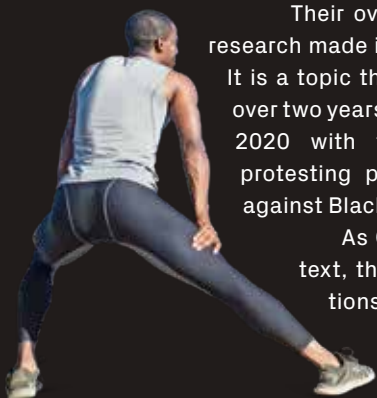 Their ov
research made i
It is a topic th
over two years
2020 with
protesting p
against Blac
As
text, th
tions